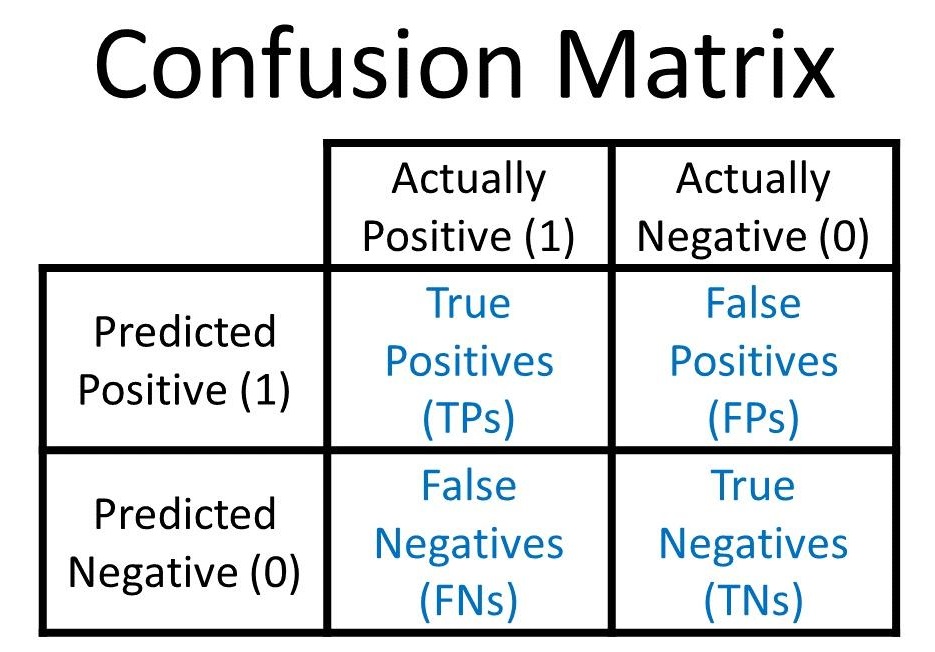 Confusion Matrix
Actually
Positive (1)
Actually
Negative (0)
Predicted
Positive (1)
True
Positives
(TPs)
False
Positives
(FPs)
Predicted
Negative (0)
False
Negatives
(FNs)
True
Negatives
(TNs)